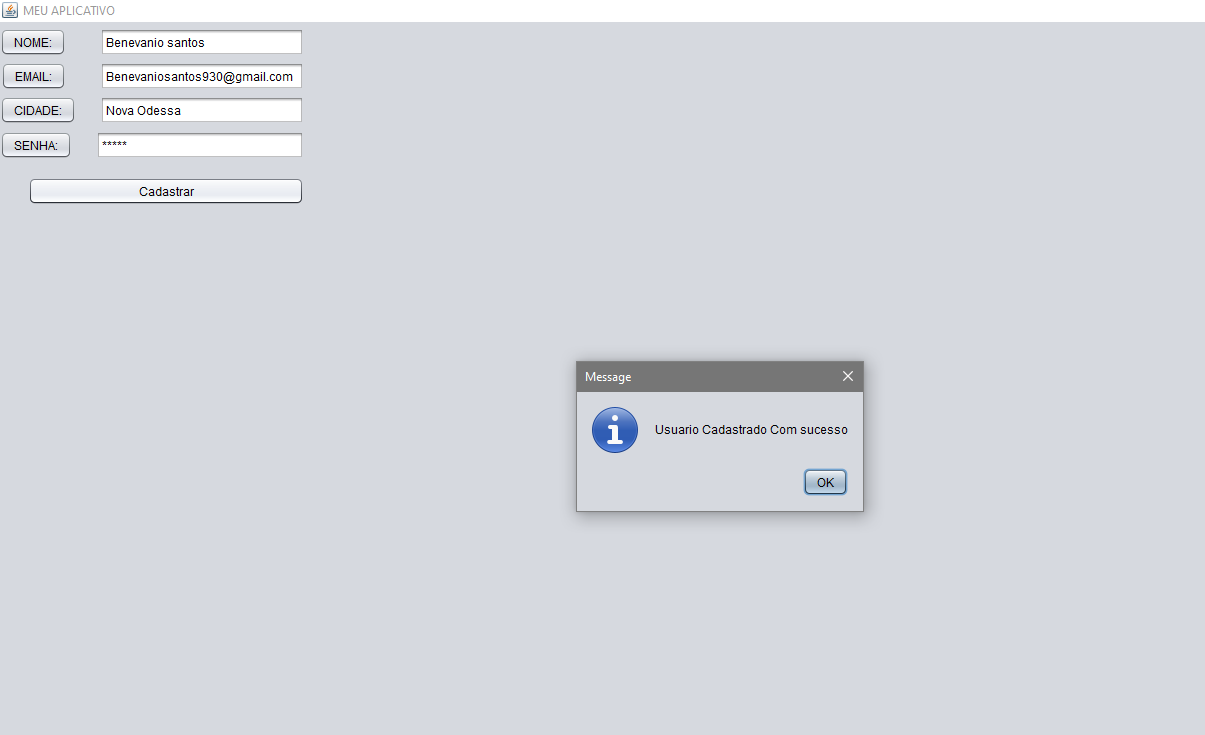 MEU APLICATIVO
NOME: Benevanio santos
EMAIL: Benevaniosantos930@gmail.com
CIDADE: Nova Odessa
SENHA: *****
Cadastrar
Message
Usuario Cadastrado Com sucesso
OK